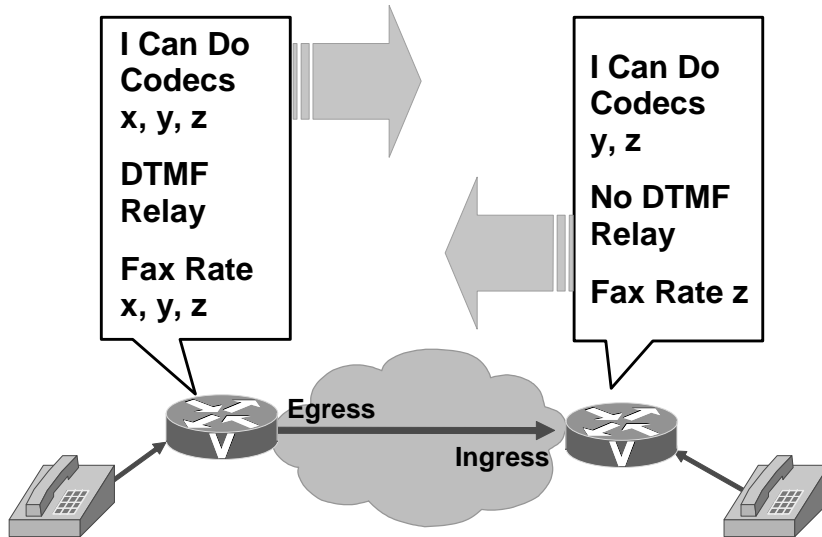 I Can Do
Codecs
x, y, z
DTMF
Relay
Fax Rate
x, y, z
I Can Do
Codecs
y, z
No DTMF
Relay
Fax Rate z
Egress
Ingress
V
V